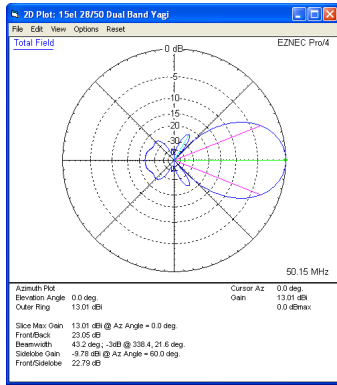 2D Plot: 15el 28/50 Dual Band Yagi
File Edit View Options Reset
Total Field
EZNEC Pro/4
0 dB
-5
-10
-15
-20
-30
50.15 MHz
Azimuth Plot
Cursor Az 0.0 deg.
Elevation Angle 0.0 deg.
Gain 13.01 dBi
Outer Ring 13.01 dBi
0.0 dBmax
Slice Max Gain 13.01 dBi @ Az Angle = 0.0 deg.
Front/Back 23.05 dB
Beamwidth 43.2 deg.; -3dB @ 338.4, 21.6 deg.
Sidelobe Gain -9.78 dBi @ Az Angle = 60.0 deg.
Front/Sidelobe 22.79 dB